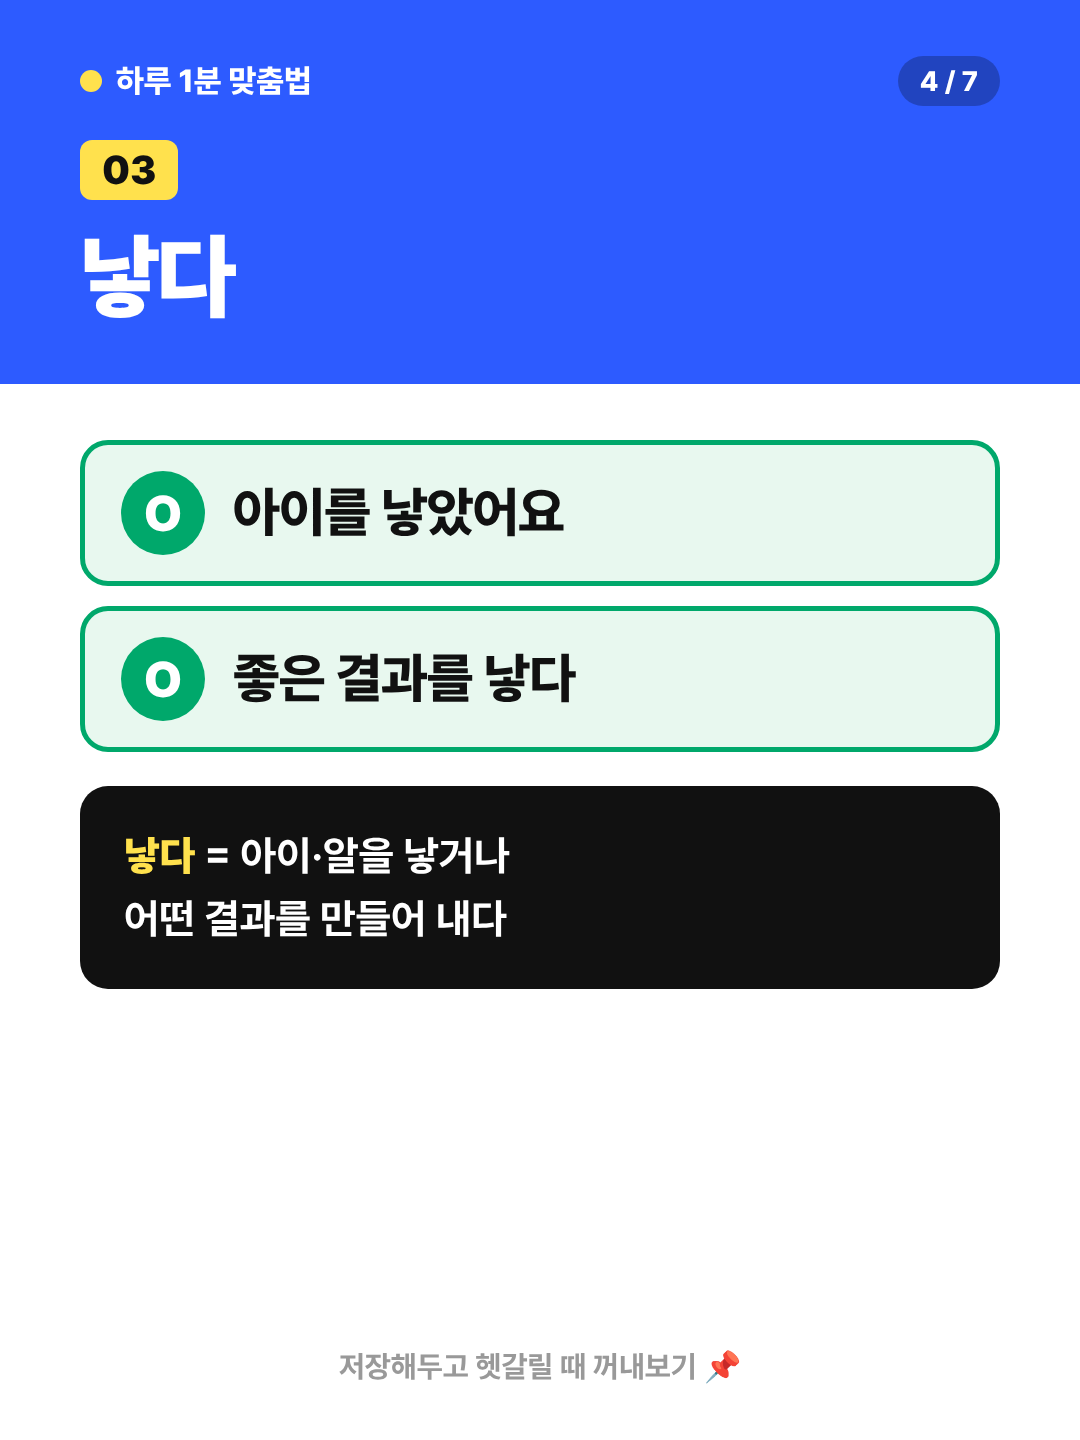 하루 1분 맞춤법
4 / 7
03
낳다
O 아이를 낳았어요
O 좋은 결과를 낳다
낳다 = 아이·알을 낳거나
어떤 결과를 만들어 내다
저장해두고 헷갈릴 때 꺼내보기 📌